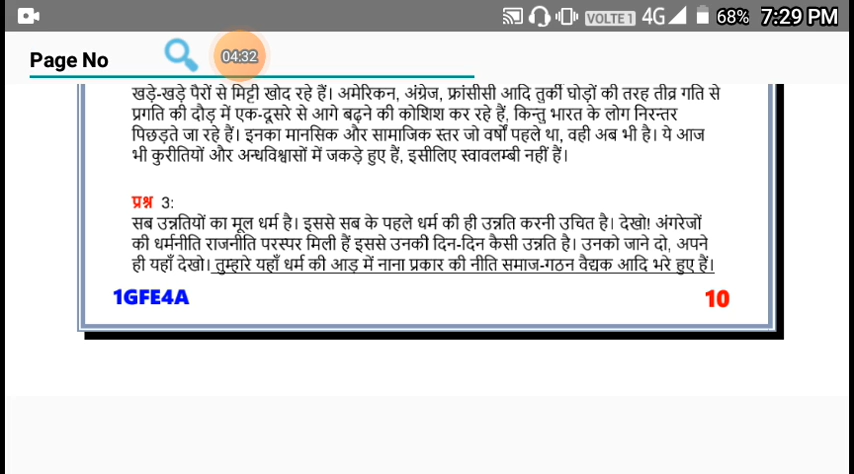 VOLTE 1 4G 68% 7:29 PM
Page No 04:32
खड़े-खड़े पैरों से मिट्टी खोद रहे हैं। अमेरिकन, अंग्रेज, फ्रांसीसी आदि तुर्की घोड़ों की तरह तीव्र गति से
प्रगति की दौड़ में एक-दूसरे से आगे बढ़ने की कोशिश कर रहे हैं, किन्तु भारत के लोग निरन्तर
पिछड़ते जा रहे हैं। इनका मानसिक और सामाजिक स्तर जो वर्षों पहले था, वही अब भी है। ये आज
भी कुरीतियों और अन्धविश्वासों में जकड़े हुए हैं, इसीलिए स्वावलम्बी नहीं हैं।
प्रश्न 3:
सब उन्नतियों का मूल धर्म है। इससे सब के पहले धर्म की ही उन्नति करनी उचित है। देखो! अंगरेजों
की धर्मनीति राजनीति परस्पर मिली हैं इससे उनकी दिन-दिन कैसी उन्नति है। उनको जाने दो, अपने
ही यहाँ देखो। तुम्हारे यहाँ धर्म की आड़ में नाना प्रकार की नीति समाज-गठन वैद्यक आदि भरे हुए हैं।
1GFE4A 10